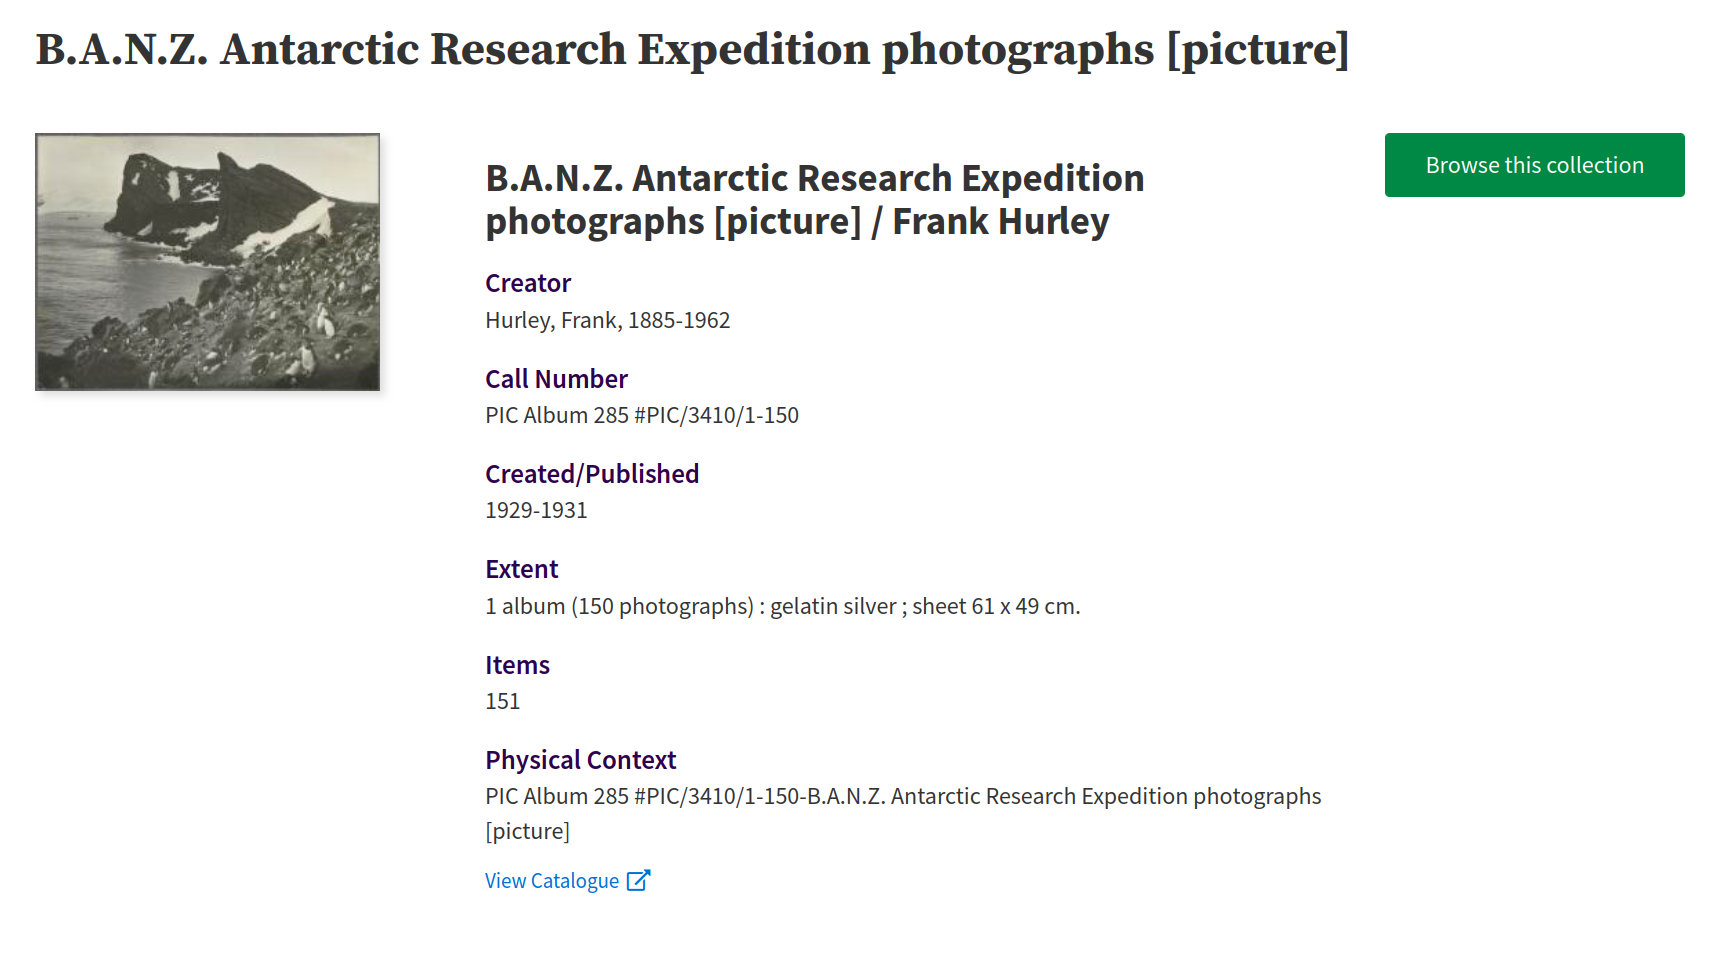 B.A.N.Z. Antarctic Research Expedition photographs [picture]
Browse this collection
B.A.N.Z. Antarctic Research Expedition
photographs [picture] / Frank Hurley
Creator
Hurley, Frank, 1885-1962
Call Number
PIC Album 285 #PIC/3410/1-150
Created/Published
1929-1931
Extent
1 album (150 photographs) : gelatin silver ; sheet 61 x 49 cm.
Items
151
Physical Context
PIC Album 285 #PIC/3410/1-150-B.A.N.Z. Antarctic Research Expedition photographs
[picture]
View Catalogue